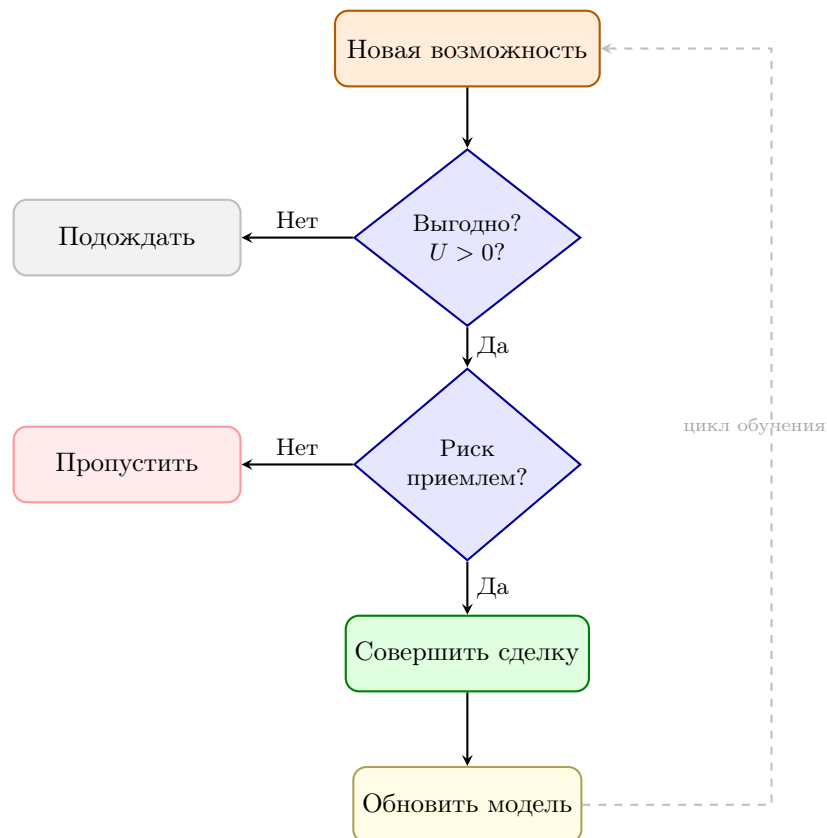 Новая возможность
Выгодно?
U > 0?
Нет
Подождать
Да
Риск
приемлем?
Нет
Пропустить
цикл обучения
Да
Совершить сделку
Обновить модель